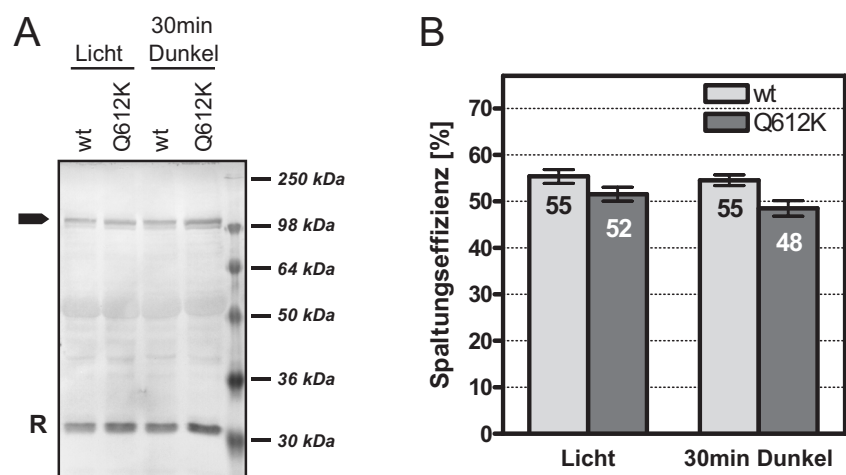 A
Licht
30min
Dunkel
wt
Q612K
wt
Q612K
250 kDa
98 kDa
64 kDa
50 kDa
36 kDa
R
30 kDa
B
Spaltungseffizienz [%]
70
60
50
40
30
20
10
0
wt
Q612K
55
52
55
48
Licht
30min Dunkel